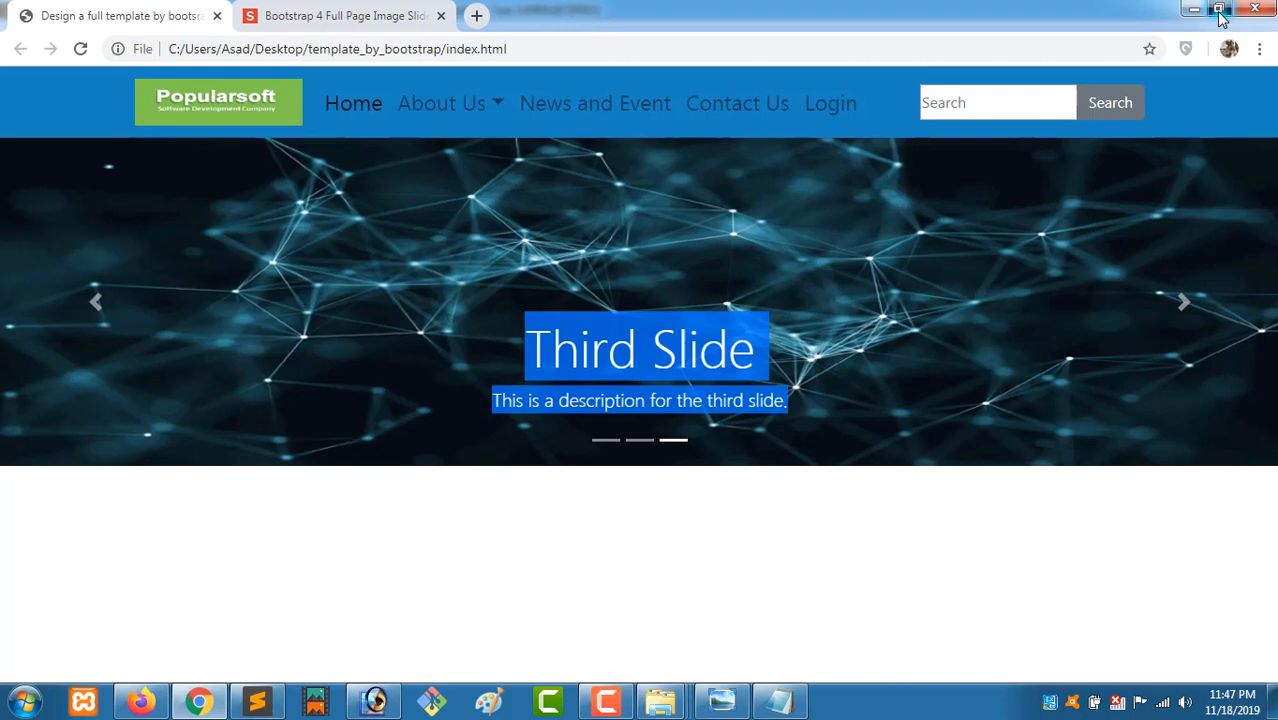 Design a full template by bootsra
Bootstrap 4 Full Page Image Slid
File C:/Users/Asad/Desktop/template_by_bootstrap/index.html
Popularsoft
Software Development Company
Home About Us News and Event Contact Us Login Search Search
Third Slide
This is a description for the third slide.
11:47 PM
11/18/2019